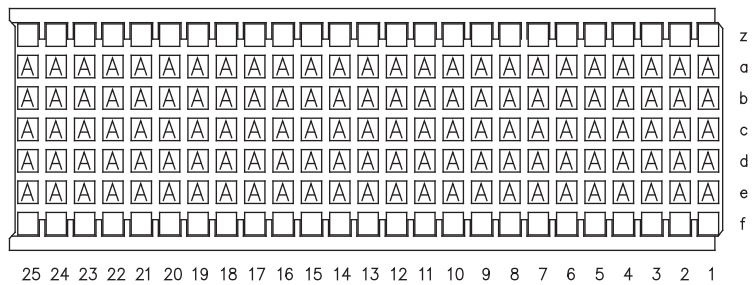 z
A A A A A A A A A A A A A A A A A A A A A A A A A a
A A A A A A A A A A A A A A A A A A A A A A A A A b
A A A A A A A A A A A A A A A A A A A A A A A A A c
A A A A A A A A A A A A A A A A A A A A A A A A A d
A A A A A A A A A A A A A A A A A A A A A A A A A e
f
25 24 23 22 21 20 19 18 17 16 15 14 13 12 11 10 9 8 7 6 5 4 3 2 1